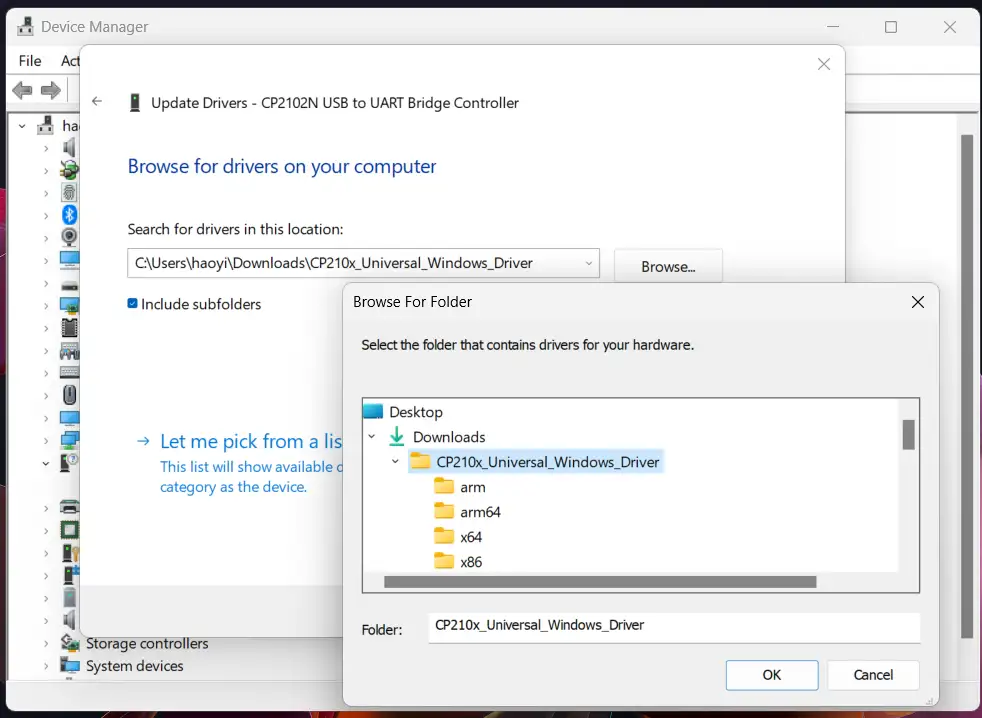 Device Manager
File Act
Update Drivers - CP2102N USB to UART Bridge Controller
Browse for drivers on your computer
Search for drivers in this location:
C:\Users\haoyi\Downloads\CP210x_Universal_Windows_Driver
Browse...
Include subfolders
Let me pick from a lis
This list will show available d
category as the device.
Browse For Folder
Select the folder that contains drivers for your hardware.
Desktop
Downloads
CP210x_Universal_Windows_Driver
arm
arm64
x64
x86
Folder: CP210x_Universal_Windows_Driver
OK Cancel
Storage controllers
System devices